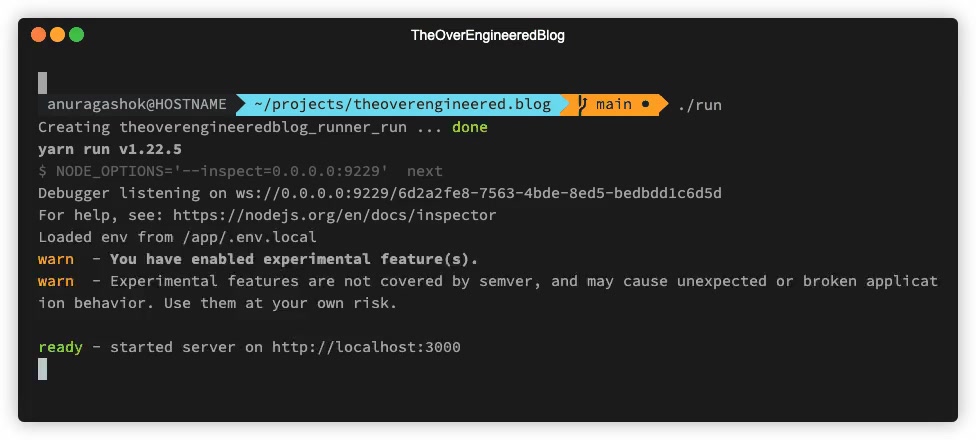 TheOverEngineeredBlog
anuragashok@HOSTNAME ~/projects/theoverengineered.blog main ● ./run
Creating theoverengineeredblog_runner_run ... done
yarn run v1.22.5
$ NODE_OPTIONS='--inspect=0.0.0.0:9229'  next
Debugger listening on ws://0.0.0.0:9229/6d2a2fe8-7563-4bde-8ed5-bedbdd1c6d5d
For help, see: https://nodejs.org/en/docs/inspector
Loaded env from /app/.env.local
warn  - You have enabled experimental feature(s).
warn  - Experimental features are not covered by semver, and may cause unexpected or broken applicat
ion behavior. Use them at your own risk.
ready - started server on http://localhost:3000